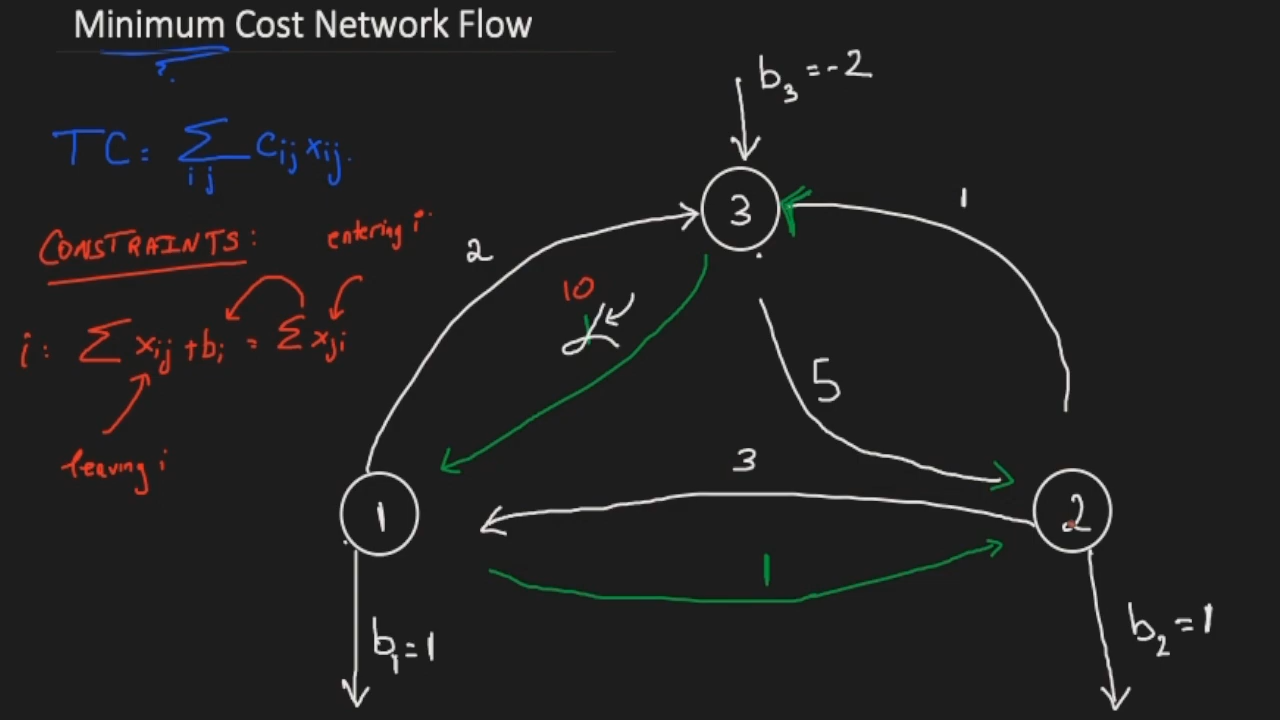 Minimum Cost Network Flow
TC = Σ cij xij.
i j
CONSTRAINTS:
entering i
i: Σ xij + bi = Σ xji
leaving i
b3 = -2
3
2
1
10
5
3
1
1
2
b1 = 1
b2 = 1